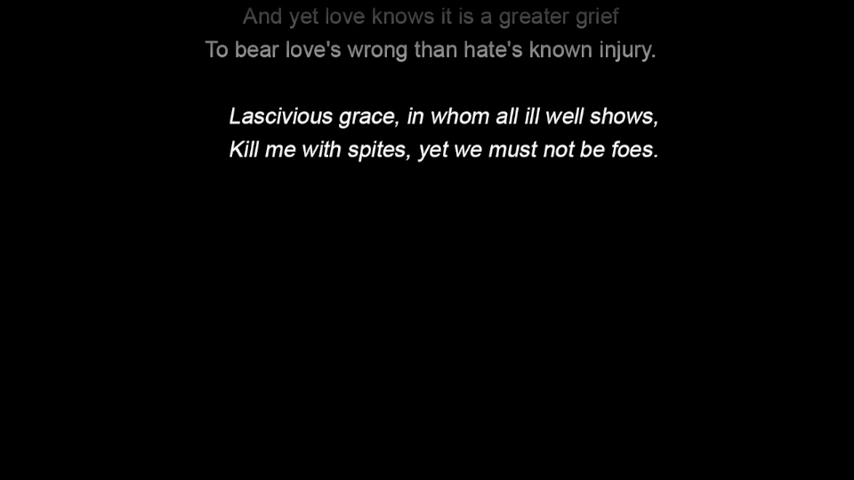 And yet love knows it is a greater grief
To bear love's wrong than hate's known injury.
Lascivious grace, in whom all ill well shows,
Kill me with spites, yet we must not be foes.